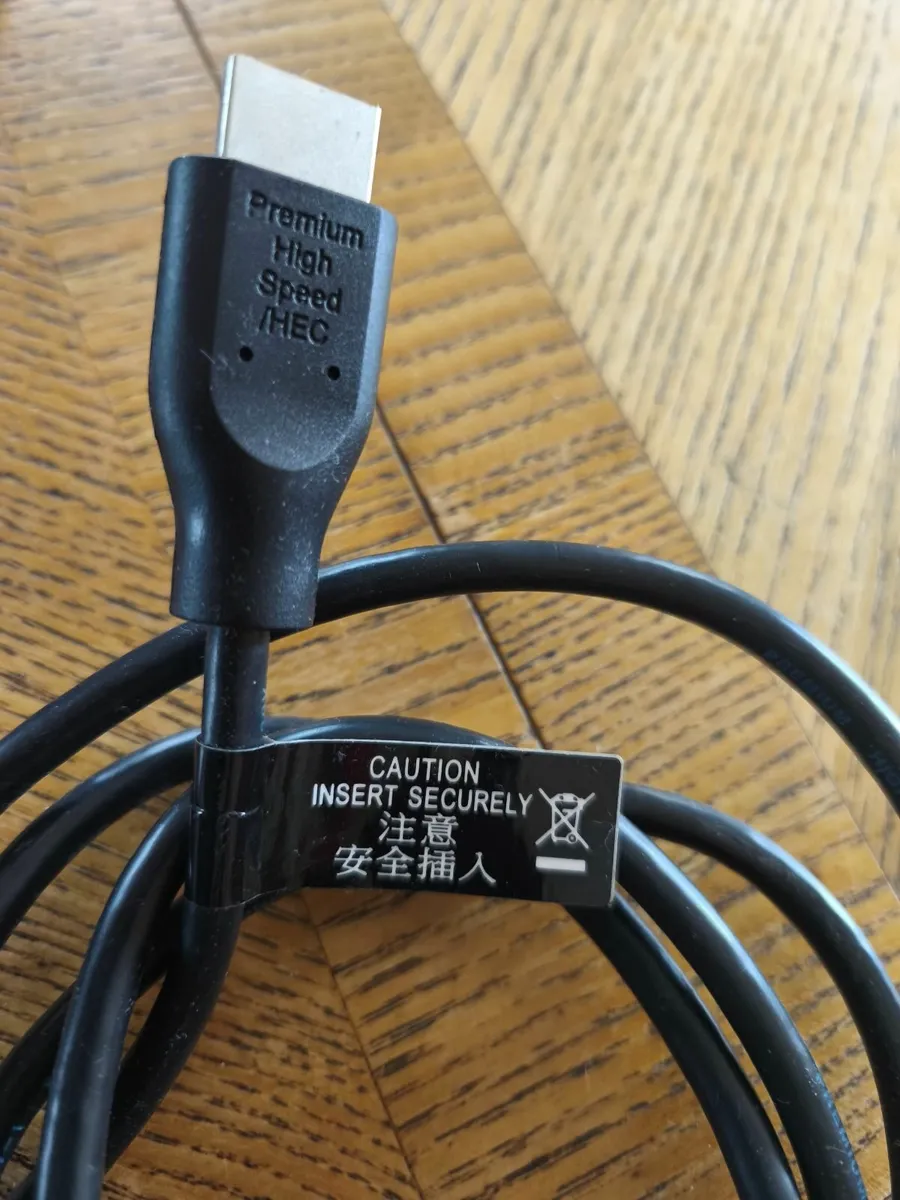 Premium
High
Speed
/HEC
CAUTION
INSERT SECURELY
注意
安全插入